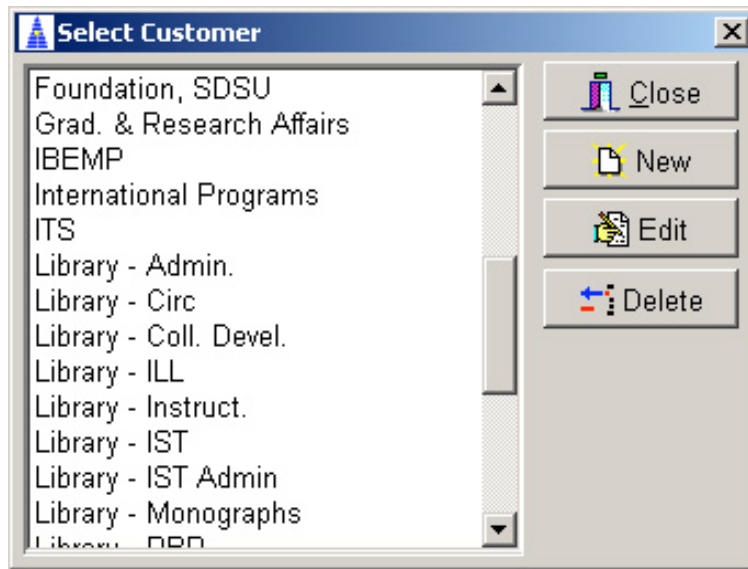 Select Customer
Foundation, SDSU
Grad. & Research Affairs
IBEMP
International Programs
ITS
Library - Admin.
Library - Circ
Library - Coll. Devel.
Library - ILL
Library - Instruct.
Library - IST
Library - IST Admin
Library - Monographs
Library -
Close
New
Edit
Delete